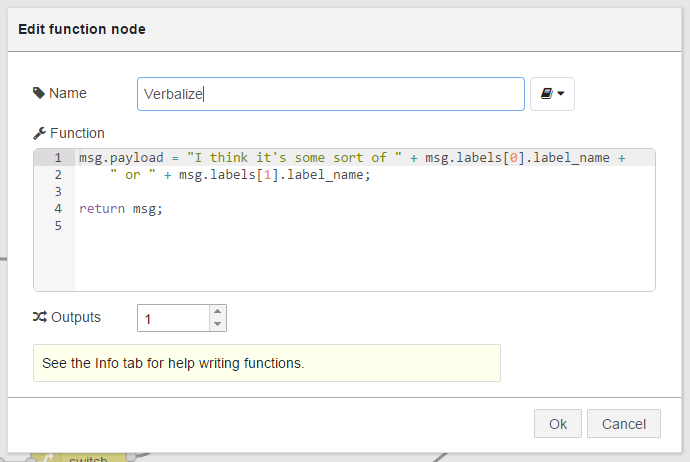 Edit function node
Name
Verbalize
Function
1 msg.payload = "I think it's some sort of " + msg.labels[0].label_name +
2     " or " + msg.labels[1].label_name;
3
4 return msg;
5
Outputs
1
See the Info tab for help writing functions.
Ok
Cancel
switch